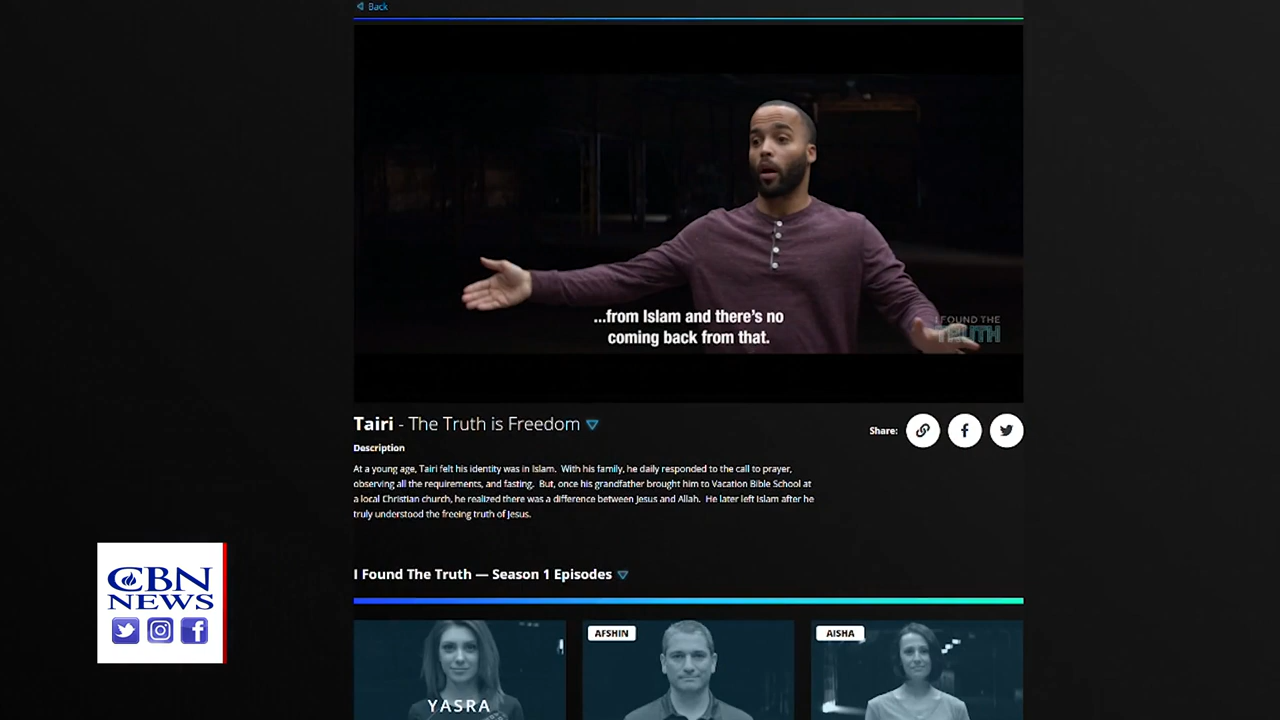 Back
...from Islam and there's no
coming back from that.
I FOUND THE
TRUTH
Tairi - The Truth is Freedom
Share:
Description
At a young age, Tairi felt his identity was in Islam. With his family, he daily responded to the call to prayer,
observing all the requirements, and fasting. But, once his grandfather brought him to Vacation Bible School at
a local Christian church, he realized there was a difference between Jesus and Allah. He later left Islam after he
truly understood the freeing truth of Jesus.
I Found The Truth — Season 1 Episodes
YASRA
AFSHIN
AISHA
CBN
NEWS